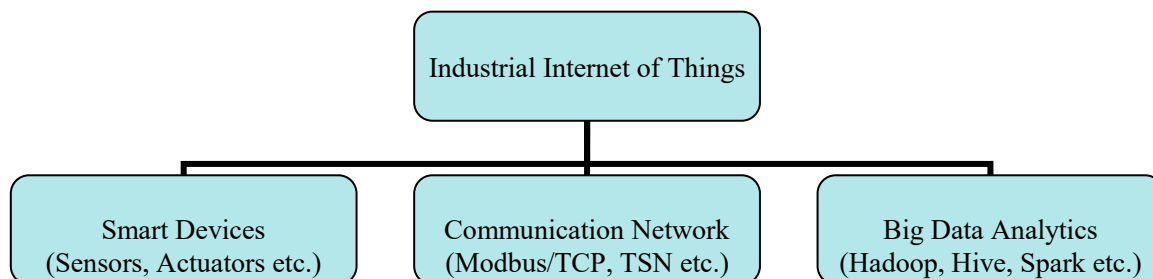 Industrial Internet of Things
Smart Devices
(Sensors, Actuators etc.)
Communication Network
(Modbus/TCP, TSN etc.)
Big Data Analytics
(Hadoop, Hive, Spark etc.)